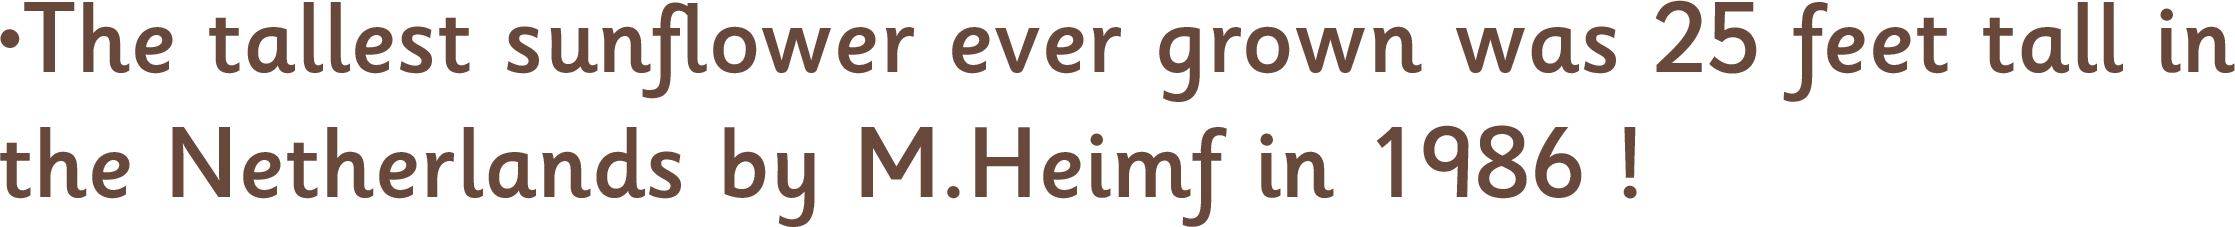 •The tallest sunflower ever grown was 25 feet tall in
the Netherlands by M.Heimf in 1986 !